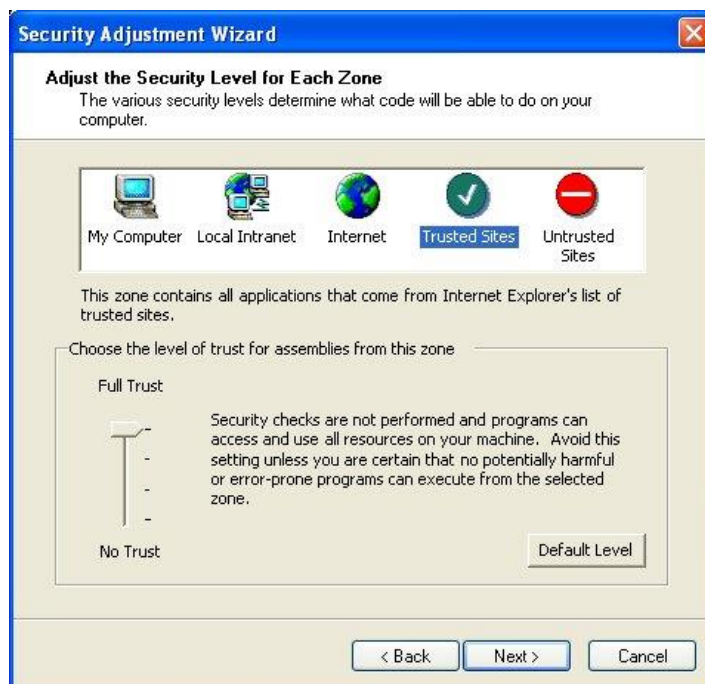 Security Adjustment Wizard
Adjust the Security Level for Each Zone
The various security levels determine what code will be able to do on your
computer.
My Computer
Local Intranet
Internet
Trusted Sites
Untrusted
Sites
This zone contains all applications that come from Internet Explorer's list of
trusted sites.
Choose the level of trust for assemblies from this zone
Full Trust
Security checks are not performed and programs can
access and use all resources on your machine. Avoid this
setting unless you are certain that no potentially harmful
or error-prone programs can execute from the selected
zone.
No Trust
Default Level
< Back
Next >
Cancel